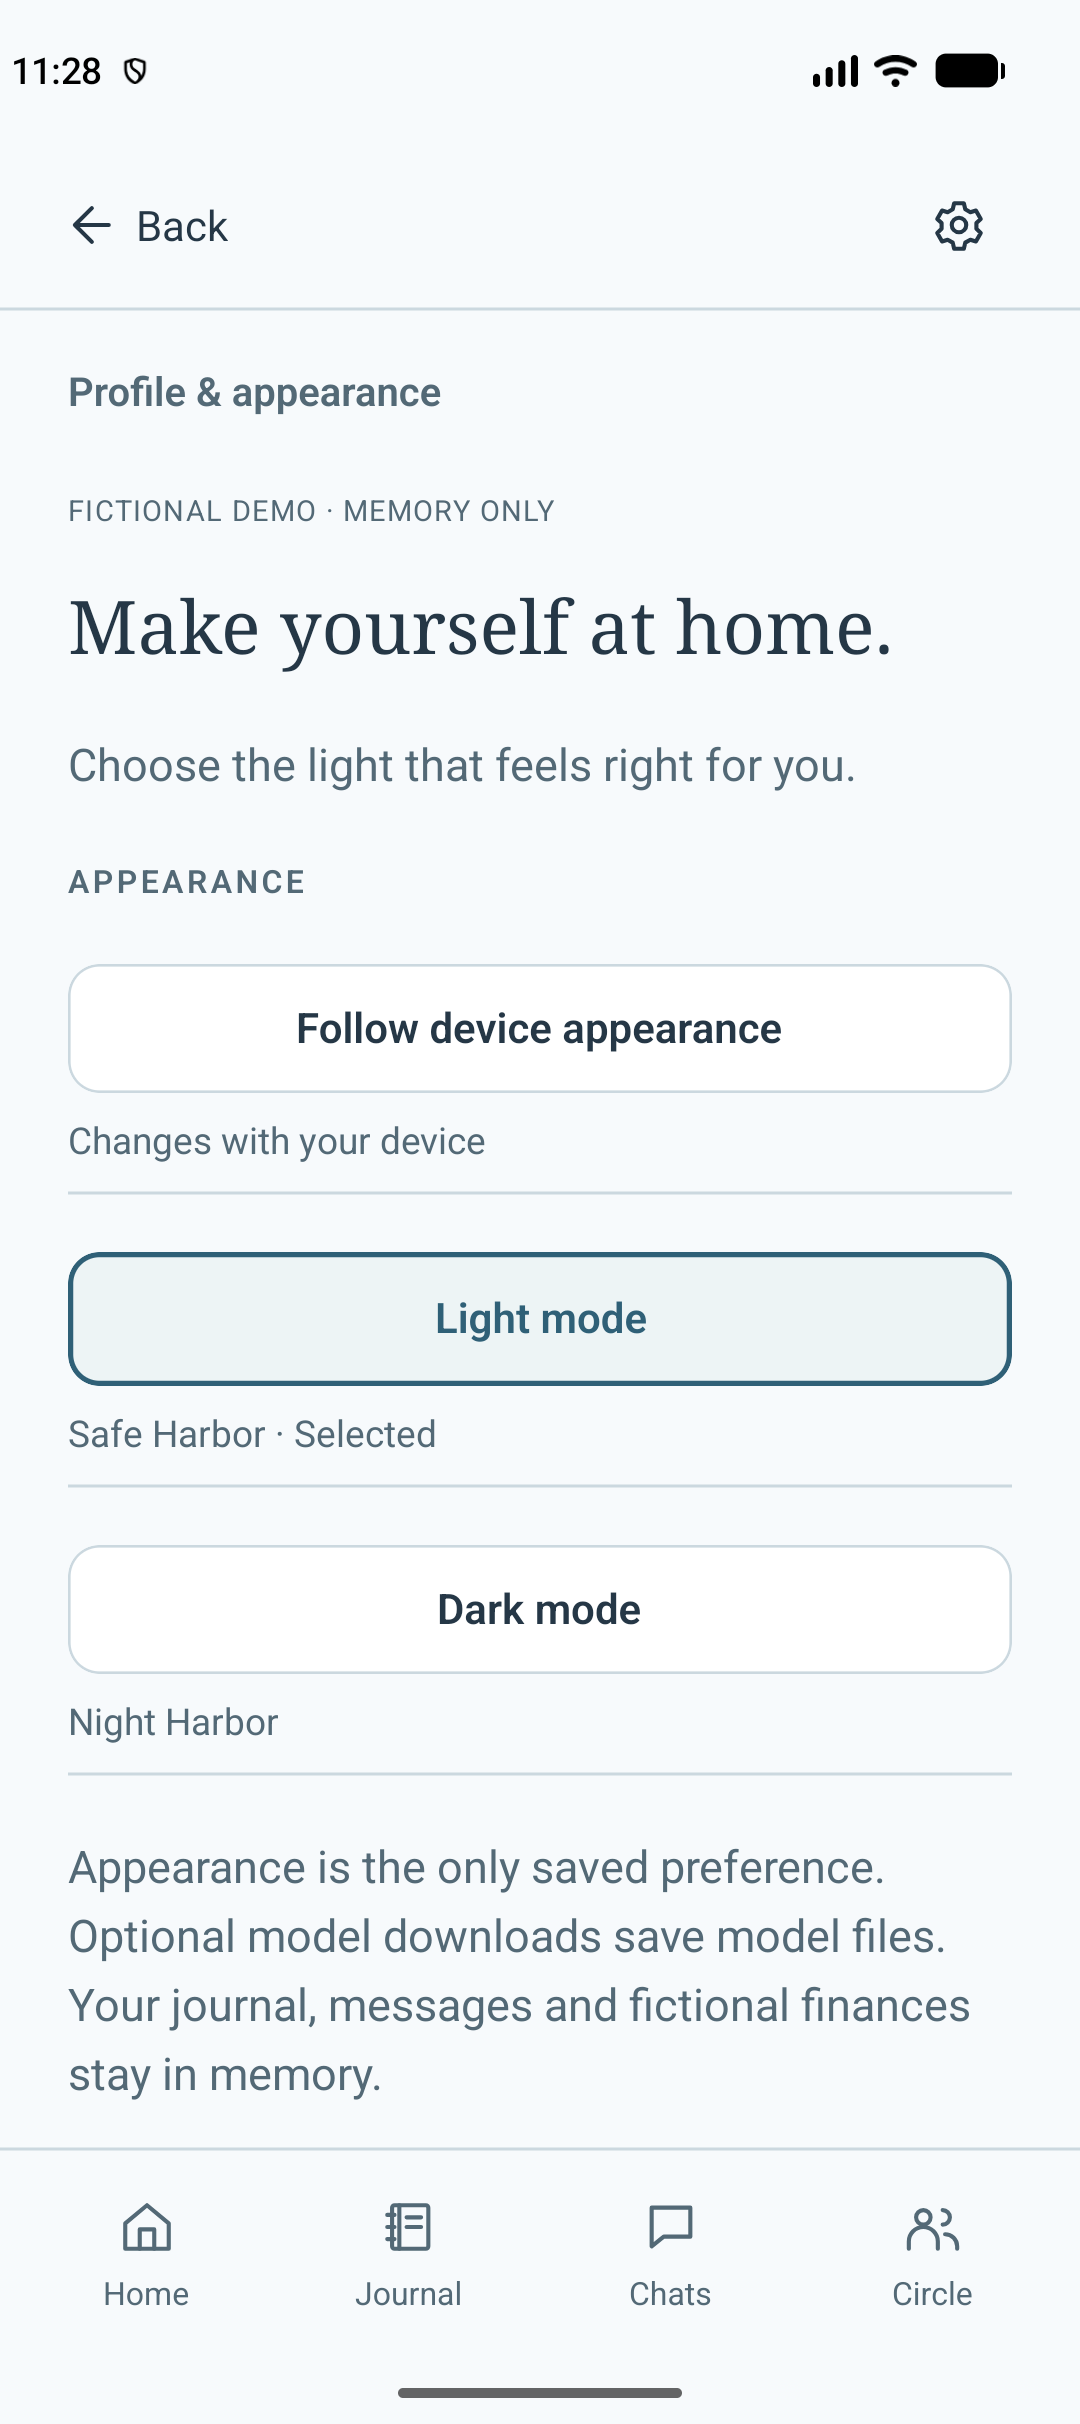 11:28
Back
Profile & appearance
FICTIONAL DEMO · MEMORY ONLY
Make yourself at home.
Choose the light that feels right for you.
APPEARANCE
Follow device appearance
Changes with your device
Light mode
Safe Harbor · Selected
Dark mode
Night Harbor
Appearance is the only saved preference.
Optional model downloads save model files.
Your journal, messages and fictional finances
stay in memory.
Home
Journal
Chats
Circle